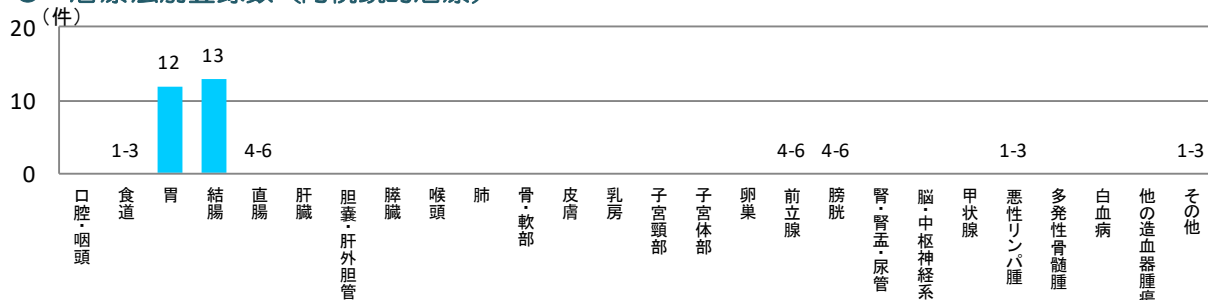 20 (件)
12
13
10
1-3
4-6
4-6
4-6
1-3
1-3
0
口腔・咽頭
食道
胃
結腸
直腸
肝臓
胆嚢・肝外胆管
膵臓
喉頭
肺
骨・軟部
皮膚
乳房
子宮頸部
子宮体部
卵巣
前立腺
膀胱
腎・腎盂・尿管
脳・中枢神経系
甲状腺
悪性リンパ腫
多発性骨髄腫
白血病
他の造血器腫瘍
その他